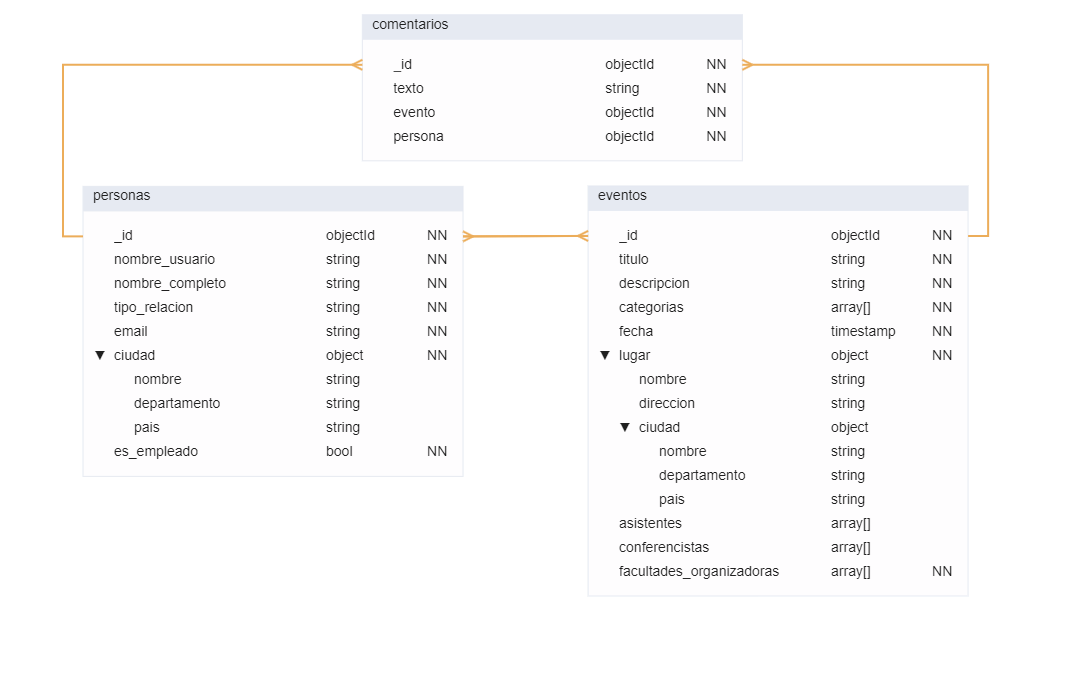 comentarios
_id objectId NN
texto string NN
evento objectId NN
persona objectId NN
personas
_id objectId NN
nombre_usuario string NN
nombre_completo string NN
tipo_relacion string NN
email string NN
▼ ciudad object NN
nombre string
departamento string
pais string
es_empleado bool NN
eventos
_id objectId NN
titulo string NN
descripcion string NN
categorias array[] NN
fecha timestamp NN
▼ lugar object NN
nombre string
direccion string
▼ ciudad object
nombre string
departamento string
pais string
asistentes array[]
conferencistas array[]
facultades_organizadoras array[] NN